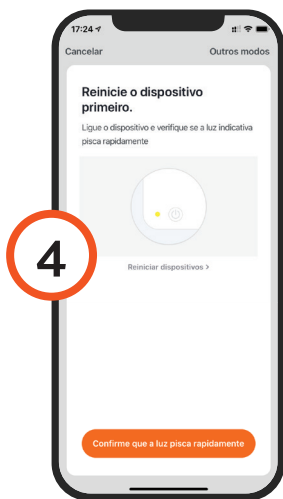 17:24
Cancelar
Outros modos
Reinicie o dispositivo
primeiro.
Ligue o dispositivo e verifique se a luz indicativa
pisca rapidamente
4
Reiniciar dispositivos >
Confirme que a luz pisca rapidamente